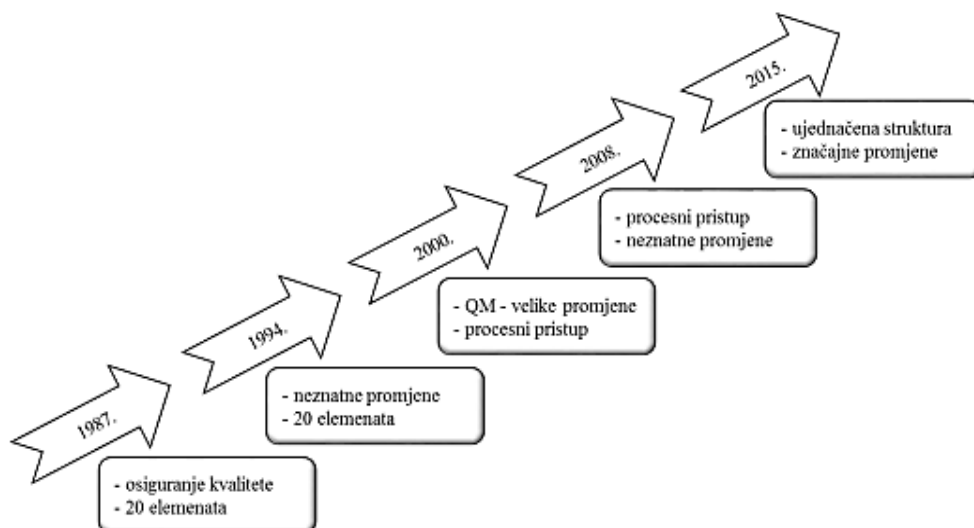 1987.
- osiguranje kvalitete
- 20 elemenata
1994.
- neznatne promjene
- 20 elemenata
2000.
- QM - velike promjene
- procesni pristup
2008.
- procesni pristup
- neznatne promjene
2015.
- ujednačena struktura
- značajne promjene